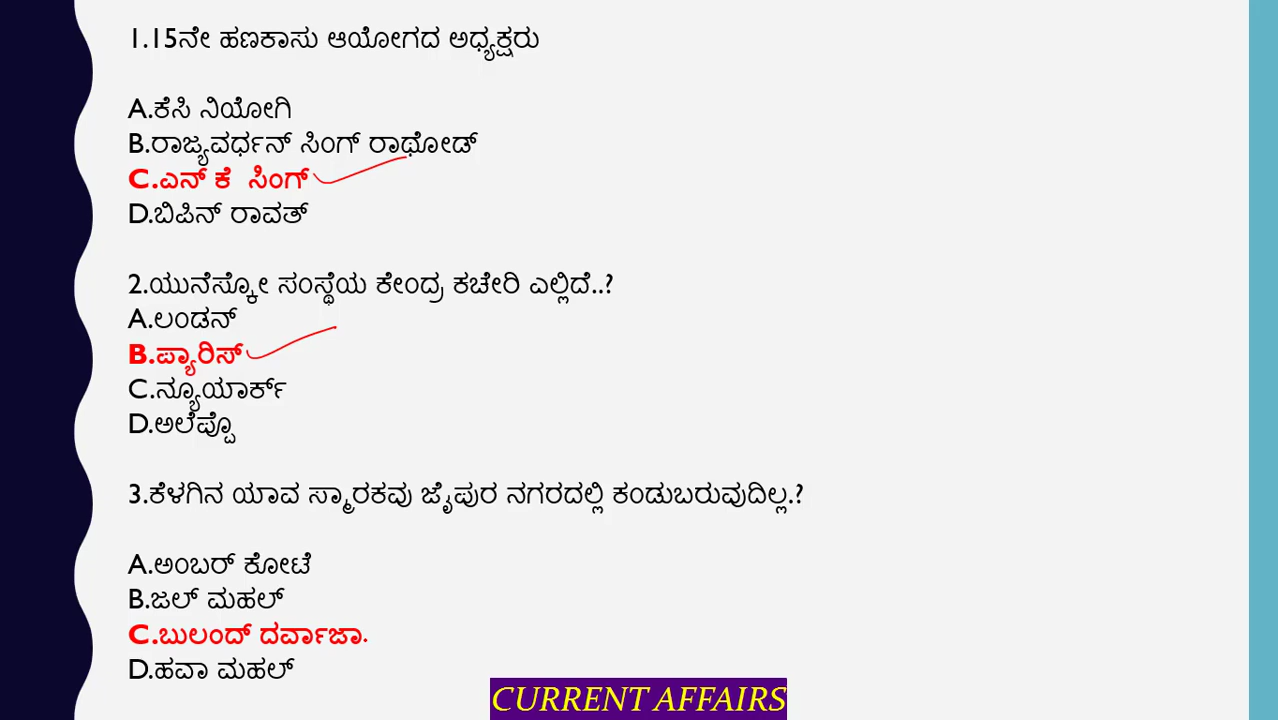 1.15ನೇ ಹಣಕಾಸು ಆಯೋಗದ ಅಧ್ಯಕ್ಷರು
A.ಕೆಸಿ ನಿಯೋಗಿ
B.ರಾಜ್ಯವರ್ಧನ್ ಸಿಂಗ್ ರಾಥೋಡ್
C.ಎನ್ ಕೆ ಸಿಂಗ್
D.ಬಿಪಿನ್ ರಾವತ್
2.ಯುನೆಸ್ಕೋ ಸಂಸ್ಥೆಯ ಕೇಂದ್ರ ಕಚೇರಿ ಎಲ್ಲಿದೆ..?
A.ಲಂಡನ್
B.ಪ್ಯಾರಿಸ್
C.ನ್ಯೂಯಾರ್ಕ್
D.ಅಲೆಪ್ಪೊ
3.ಕೆಳಗಿನ ಯಾವ ಸ್ಮಾರಕವು ಜೈಪುರ ನಗರದಲ್ಲಿ ಕಂಡುಬರುವುದಿಲ್ಲ.?
A.ಅಂಬರ್ ಕೋಟೆ
B.ಜಲ್ ಮಹಲ್
C.ಬುಲಂದ್ ದರ್ವಾಜಾ.
D.ಹವಾ ಮಹಲ್
CURRENT AFFAIRS